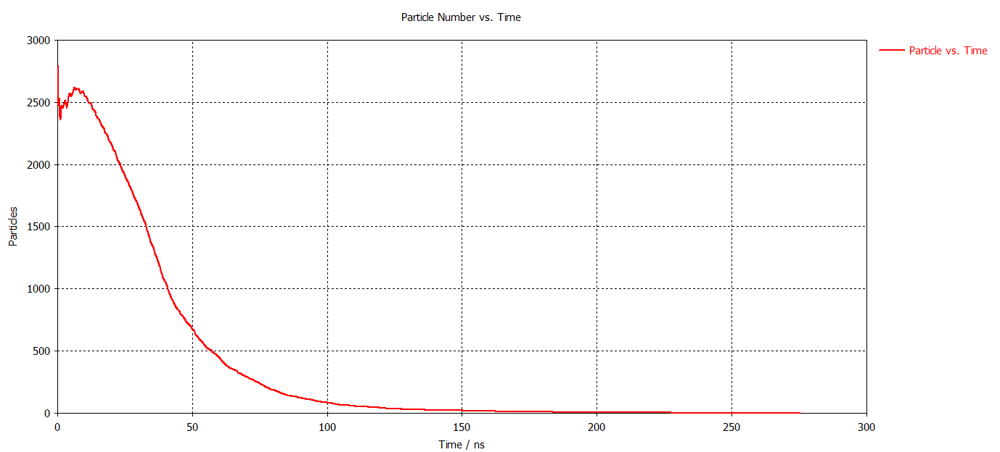 Particle Number vs. Time
Particle vs. Time
3000
2500
2000
1500
1000
500
0
Particles
0 50 100 150 200 250 300
Time / ns